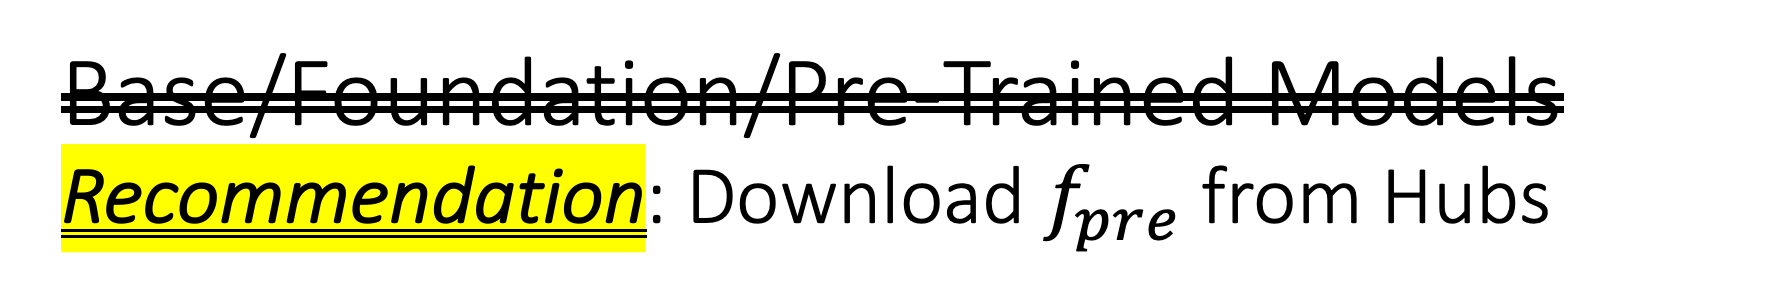 Base/Foundation/Pre-Trained Models
Recommendation: Download f_pre from Hubs